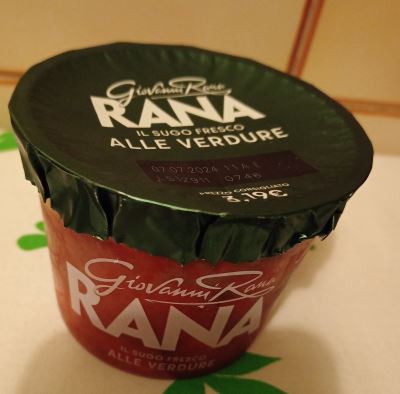 Giovanni Rana
RANA
IL SUGO FRESCO
ALLE VERDURE
07.07.2024
0746
PREZZO CONSIGLIATO
3,19€
Giovanni Rana
RANA
IL SUGO FRESCO
ALLE VERDURE